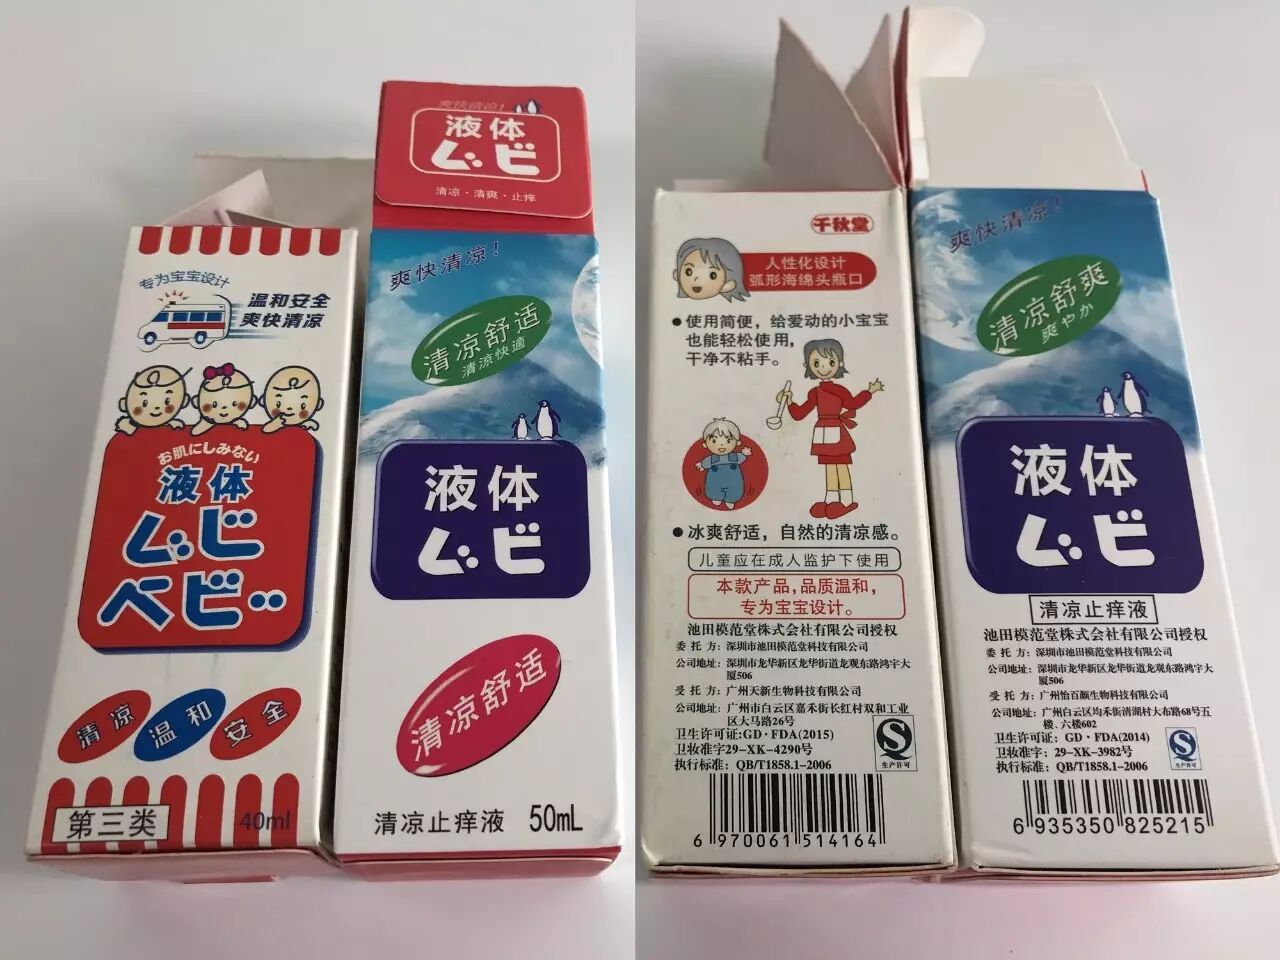 专为宝宝设计
温和安全
爽快清凉
お肌にしみない
液体
ムヒ
ベビー
清凉
温和
安全
第三类
40ml
爽快清凉!
液体
ムヒ
清凉·清爽·止痒
爽快清凉!
清凉舒适
清凉快適
液体
ムヒ
清凉舒适
清凉止痒液 50mL
千秋堂
人性化设计
弧形海绵头瓶口
●使用简便，给爱动的小宝宝
也能轻松使用，
干净不粘手。
●冰爽舒适，自然的清凉感。
儿童应在成人监护下使用
本款产品，品质温和，
专为宝宝设计。
池田模范堂株式会社有限公司授权
委托方：深圳市池田模范堂科技有限公司
公司地址：深圳市龙华新区龙华街道龙观东路鸿宇大
厦506
受托方：广州天新生物科技有限公司
公司地址：广州市白云区嘉禾街长红村双和工业
区大马路26号
卫生许可证:GD·FDA(2015)
卫妆准字29-XK-4290号
执行标准：QB/T1858.1-2006
生产许可
6 970061 514164
爽快清凉!
清凉舒爽
爽やか
液体
ムヒ
清凉止痒液
池田模范堂株式会社有限公司授权
委托方：深圳市池田模范堂科技有限公司
公司地址：深圳市龙华新区龙华街道龙观东路鸿宇大
厦506
受托方：广州怡百颜生物科技有限公司
公司地址：广州白云区均禾街清湖村大布路68号五
楼、六楼602
卫生许可证：GD·FDA(2014)
卫妆准字：29-XK-3982号
执行标准：QB/T1858.1-2006
生产许可
6 935350 825215